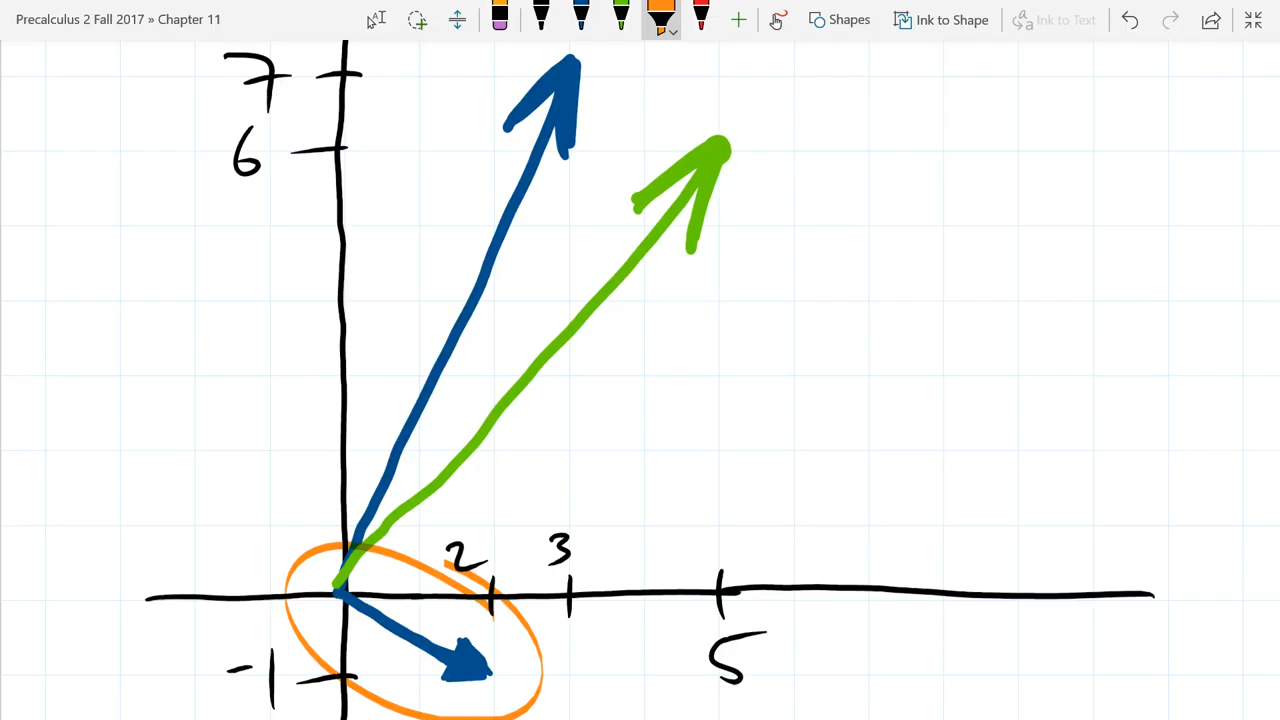 Precalculus 2 Fall 2017 » Chapter 11
Shapes
Ink to Shape
Ink to Text
7
6
2 3
5
-1